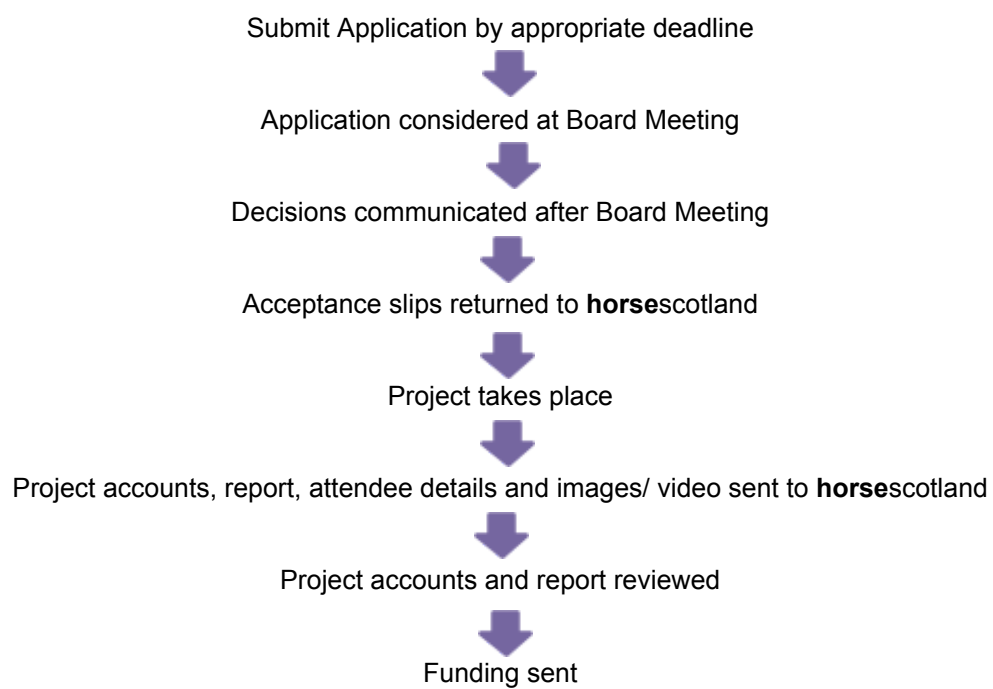 Submit Application by appropriate deadline
Application considered at Board Meeting
Decisions communicated after Board Meeting
Acceptance slips returned to horsescotland
Project takes place
Project accounts, report, attendee details and images/ video sent to horsescotland
Project accounts and report reviewed
Funding sent